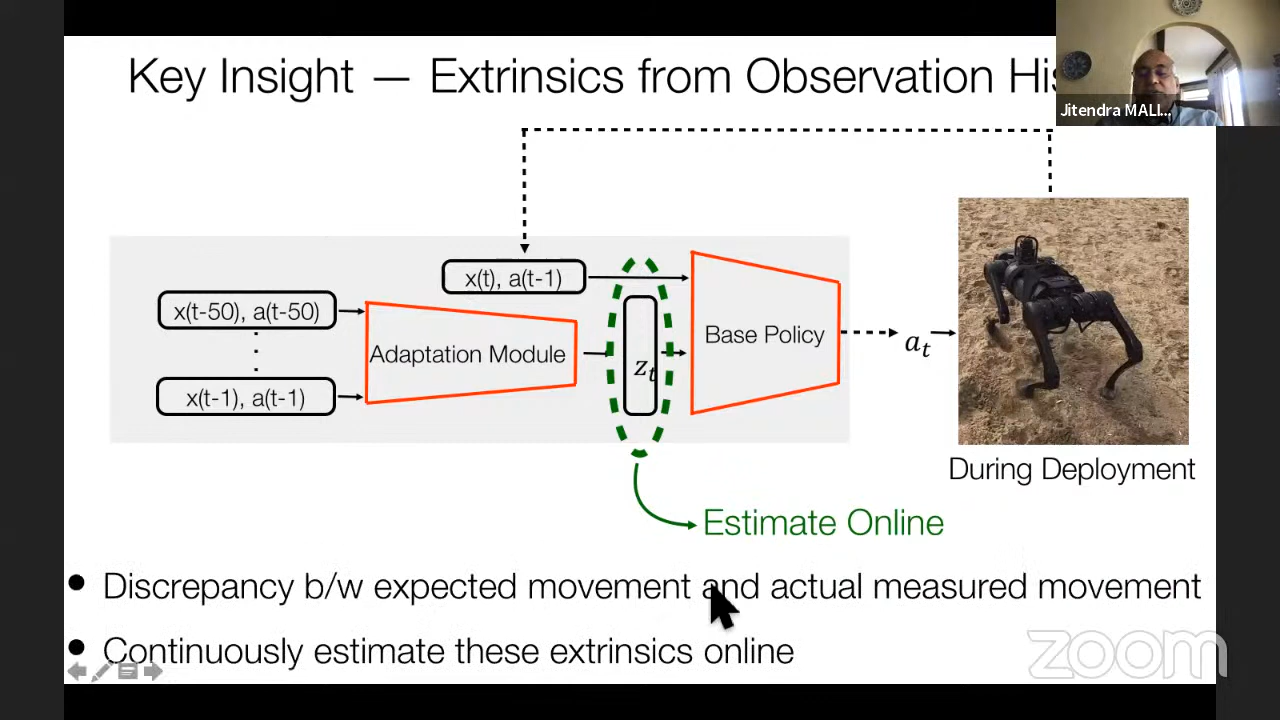 Key Insight — Extrinsics from Observation His
Jitendra MALI...
x(t), a(t-1)
x(t-50), a(t-50)
Adaptation Module
x(t-1), a(t-1)
z_t
Base Policy
a_t
During Deployment
Estimate Online
• Discrepancy b/w expected movement and actual measured movement
• Continuously estimate these extrinsics online
zoom